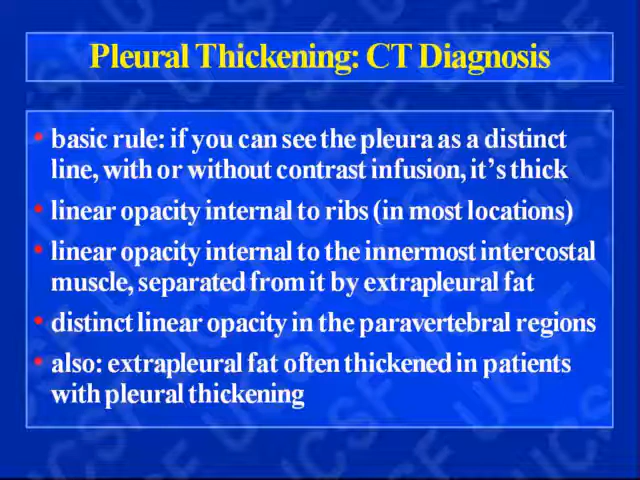 Pleural Thickening: CT Diagnosis
• basic rule: if you can see the pleura as a distinct
line, with or without contrast infusion, it’s thick
• linear opacity internal to ribs (in most locations)
• linear opacity internal to the innermost intercostal
muscle, separated from it by extrapleural fat
• distinct linear opacity in the paravertebral regions
• also: extrapleural fat often thickened in patients
with pleural thickening
UCSF